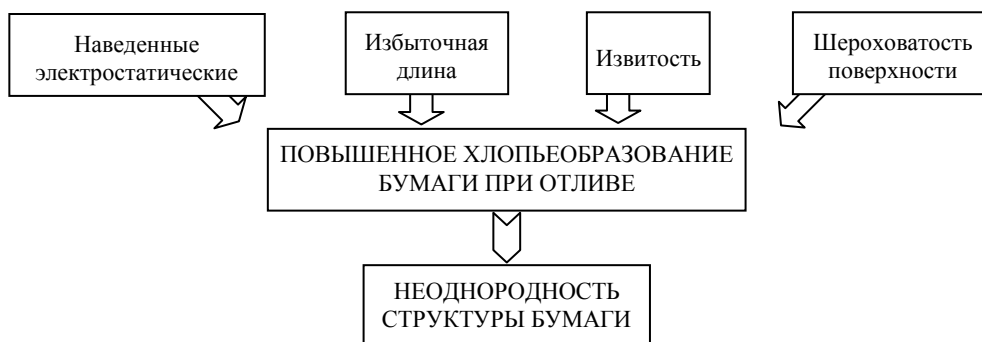 Наведенные
электростатические
Избыточная
длина
Извитость
Шероховатость
поверхности
ПОВЫШЕННОЕ ХЛОПЬЕОБРАЗОВАНИЕ
БУМАГИ ПРИ ОТЛИВЕ
НЕОДНОРОДНОСТЬ
СТРУКТУРЫ БУМАГИ